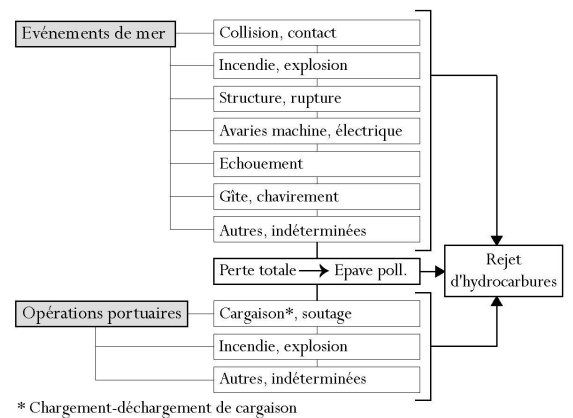 Evénements de mer
Collision, contact
Incendie, explosion
Structure, rupture
Avaries machine, électrique
Echouement
Gîte, chavirement
Autres, indéterminées
Perte totale → Epave poll.
Rejet
d'hydrocarbures
Opérations portuaires
Cargaison*, soutage
Incendie, explosion
Autres, indéterminées
* Chargement-déchargement de cargaison